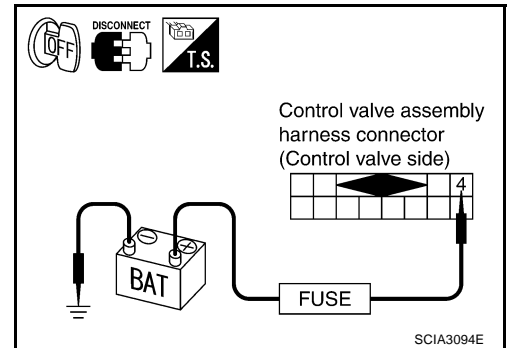 OFF
DISCONNECT
T.S.
Control valve assembly
harness connector
(Control valve side)
4
BAT
FUSE
SCIA3094E